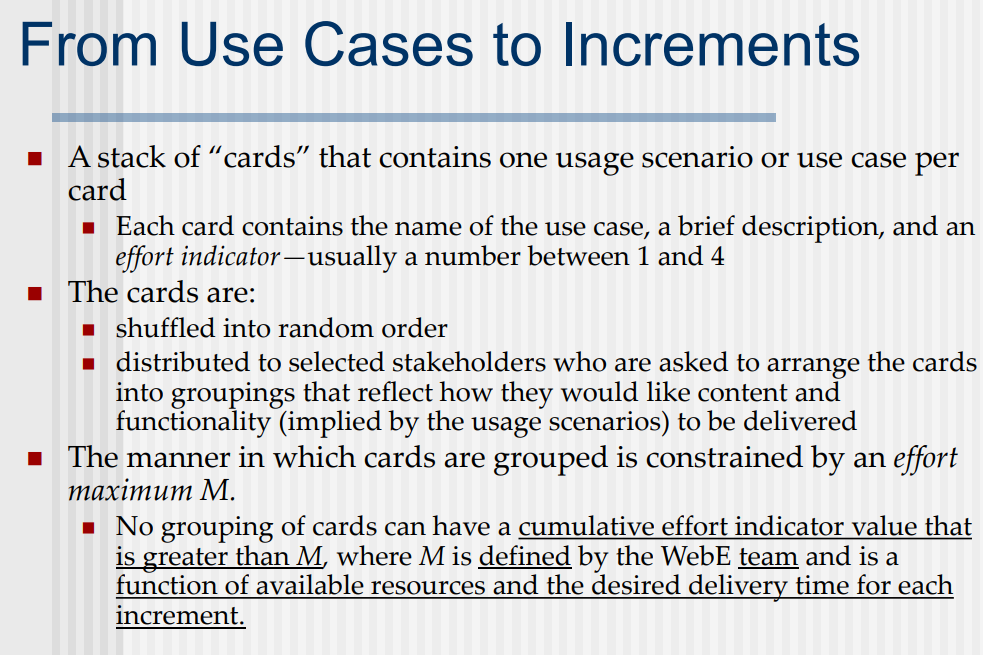 From Use Cases to Increments
A stack of “cards” that contains one usage scenario or use case per
card
Each card contains the name of the use case, a brief description, and an
effort indicator—usually a number between 1 and 4
The cards are:
shuffled into random order
distributed to selected stakeholders who are asked to arrange the cards
into groupings that reflect how they would like content and
functionality (implied by the usage scenarios) to be delivered
The manner in which cards are grouped is constrained by an effort
maximum M.
No grouping of cards can have a cumulative effort indicator value that
is greater than M, where M is defined by the WebE team and is a
function of available resources and the desired delivery time for each
increment.